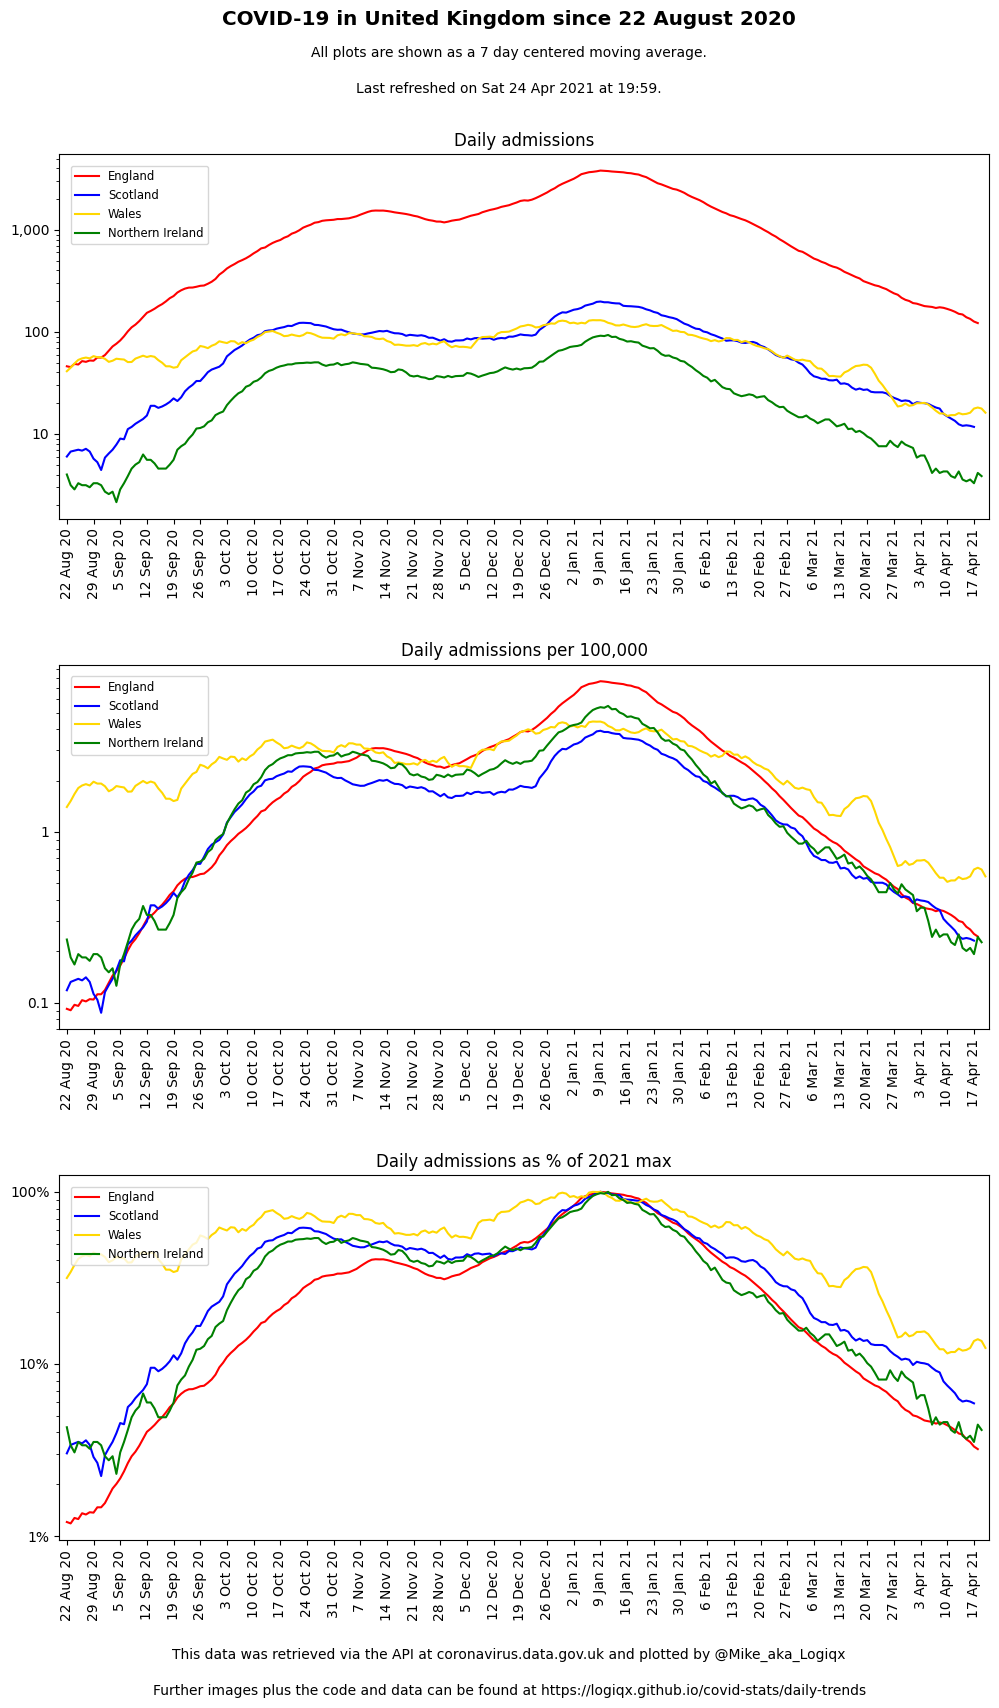 COVID-19 in United Kingdom since 22 August 2020
All plots are shown as a 7 day centered moving average.
Last refreshed on Sat 24 Apr 2021 at 19:59.
Daily admissions
England
Scotland
Wales
Northern Ireland
1,000
100
10
22 Aug 20 29 Aug 20 5 Sep 20 12 Sep 20 19 Sep 20 26 Sep 20 3 Oct 20 10 Oct 20 17 Oct 20 24 Oct 20 31 Oct 20 7 Nov 20 14 Nov 20 21 Nov 20 28 Nov 20 5 Dec 20 12 Dec 20 19 Dec 20 26 Dec 20 2 Jan 21 9 Jan 21 16 Jan 21 23 Jan 21 30 Jan 21 6 Feb 21 13 Feb 21 20 Feb 21 27 Feb 21 6 Mar 21 13 Mar 21 20 Mar 21 27 Mar 21 3 Apr 21 10 Apr 21 17 Apr 21
Daily admissions per 100,000
England
Scotland
Wales
Northern Ireland
1
0.1
22 Aug 20 29 Aug 20 5 Sep 20 12 Sep 20 19 Sep 20 26 Sep 20 3 Oct 20 10 Oct 20 17 Oct 20 24 Oct 20 31 Oct 20 7 Nov 20 14 Nov 20 21 Nov 20 28 Nov 20 5 Dec 20 12 Dec 20 19 Dec 20 26 Dec 20 2 Jan 21 9 Jan 21 16 Jan 21 23 Jan 21 30 Jan 21 6 Feb 21 13 Feb 21 20 Feb 21 27 Feb 21 6 Mar 21 13 Mar 21 20 Mar 21 27 Mar 21 3 Apr 21 10 Apr 21 17 Apr 21
Daily admissions as % of 2021 max
100%
England
Scotland
Wales
Northern Ireland
10%
1%
22 Aug 20 29 Aug 20 5 Sep 20 12 Sep 20 19 Sep 20 26 Sep 20 3 Oct 20 10 Oct 20 17 Oct 20 24 Oct 20 31 Oct 20 7 Nov 20 14 Nov 20 21 Nov 20 28 Nov 20 5 Dec 20 12 Dec 20 19 Dec 20 26 Dec 20 2 Jan 21 9 Jan 21 16 Jan 21 23 Jan 21 30 Jan 21 6 Feb 21 13 Feb 21 20 Feb 21 27 Feb 21 6 Mar 21 13 Mar 21 20 Mar 21 27 Mar 21 3 Apr 21 10 Apr 21 17 Apr 21
This data was retrieved via the API at coronavirus.data.gov.uk and plotted by @Mike_aka_Logiqx
Further images plus the code and data can be found at https://logiqx.github.io/covid-stats/daily-trends